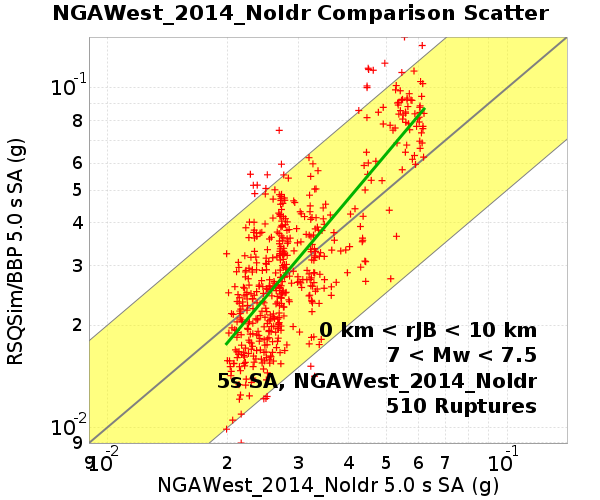 NGAWest_2014_NoIdr Comparison Scatter
RSQSim/BBP 5.0 s SA (g)
10⁻¹
8
6
5
4
3
2
10⁻²
9
0 km < rJB < 10 km
7 < Mw < 7.5
5s SA, NGAWest_2014_NoIdr
510 Ruptures
9 10⁻² 2 3 4 5 6 7 10⁻¹
NGAWest_2014_NoIdr 5.0 s SA (g)